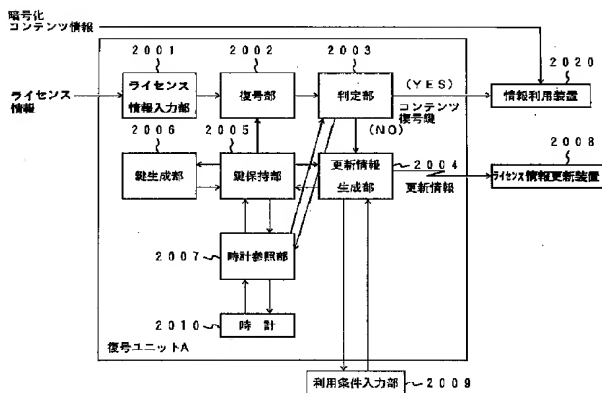 暗号化
コンテンツ情報
2001
2002
2003
2020
ライセンス
情報
ライセンス
情報入力部
復号部
判定部
(YES)
コンテンツ
復号鍵
情報利用装置
2006
2005
(NO)
2008
鍵生成部
鍵保持部
更新情報
生成部
2004
更新情報
ライセンス情報更新装置
2007
時計参照部
2010
時計
復号ユニットA
利用条件入力部
2009